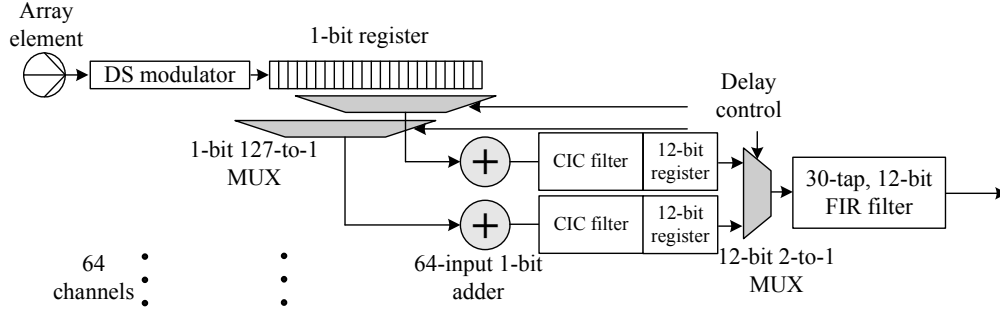 Array
element
DS modulator
1-bit register
1-bit 127-to-1
MUX
Delay
control
CIC filter
12-bit
register
CIC filter
12-bit
register
30-tap, 12-bit
FIR filter
64-input 1-bit
adder
12-bit 2-to-1
MUX
64
channels